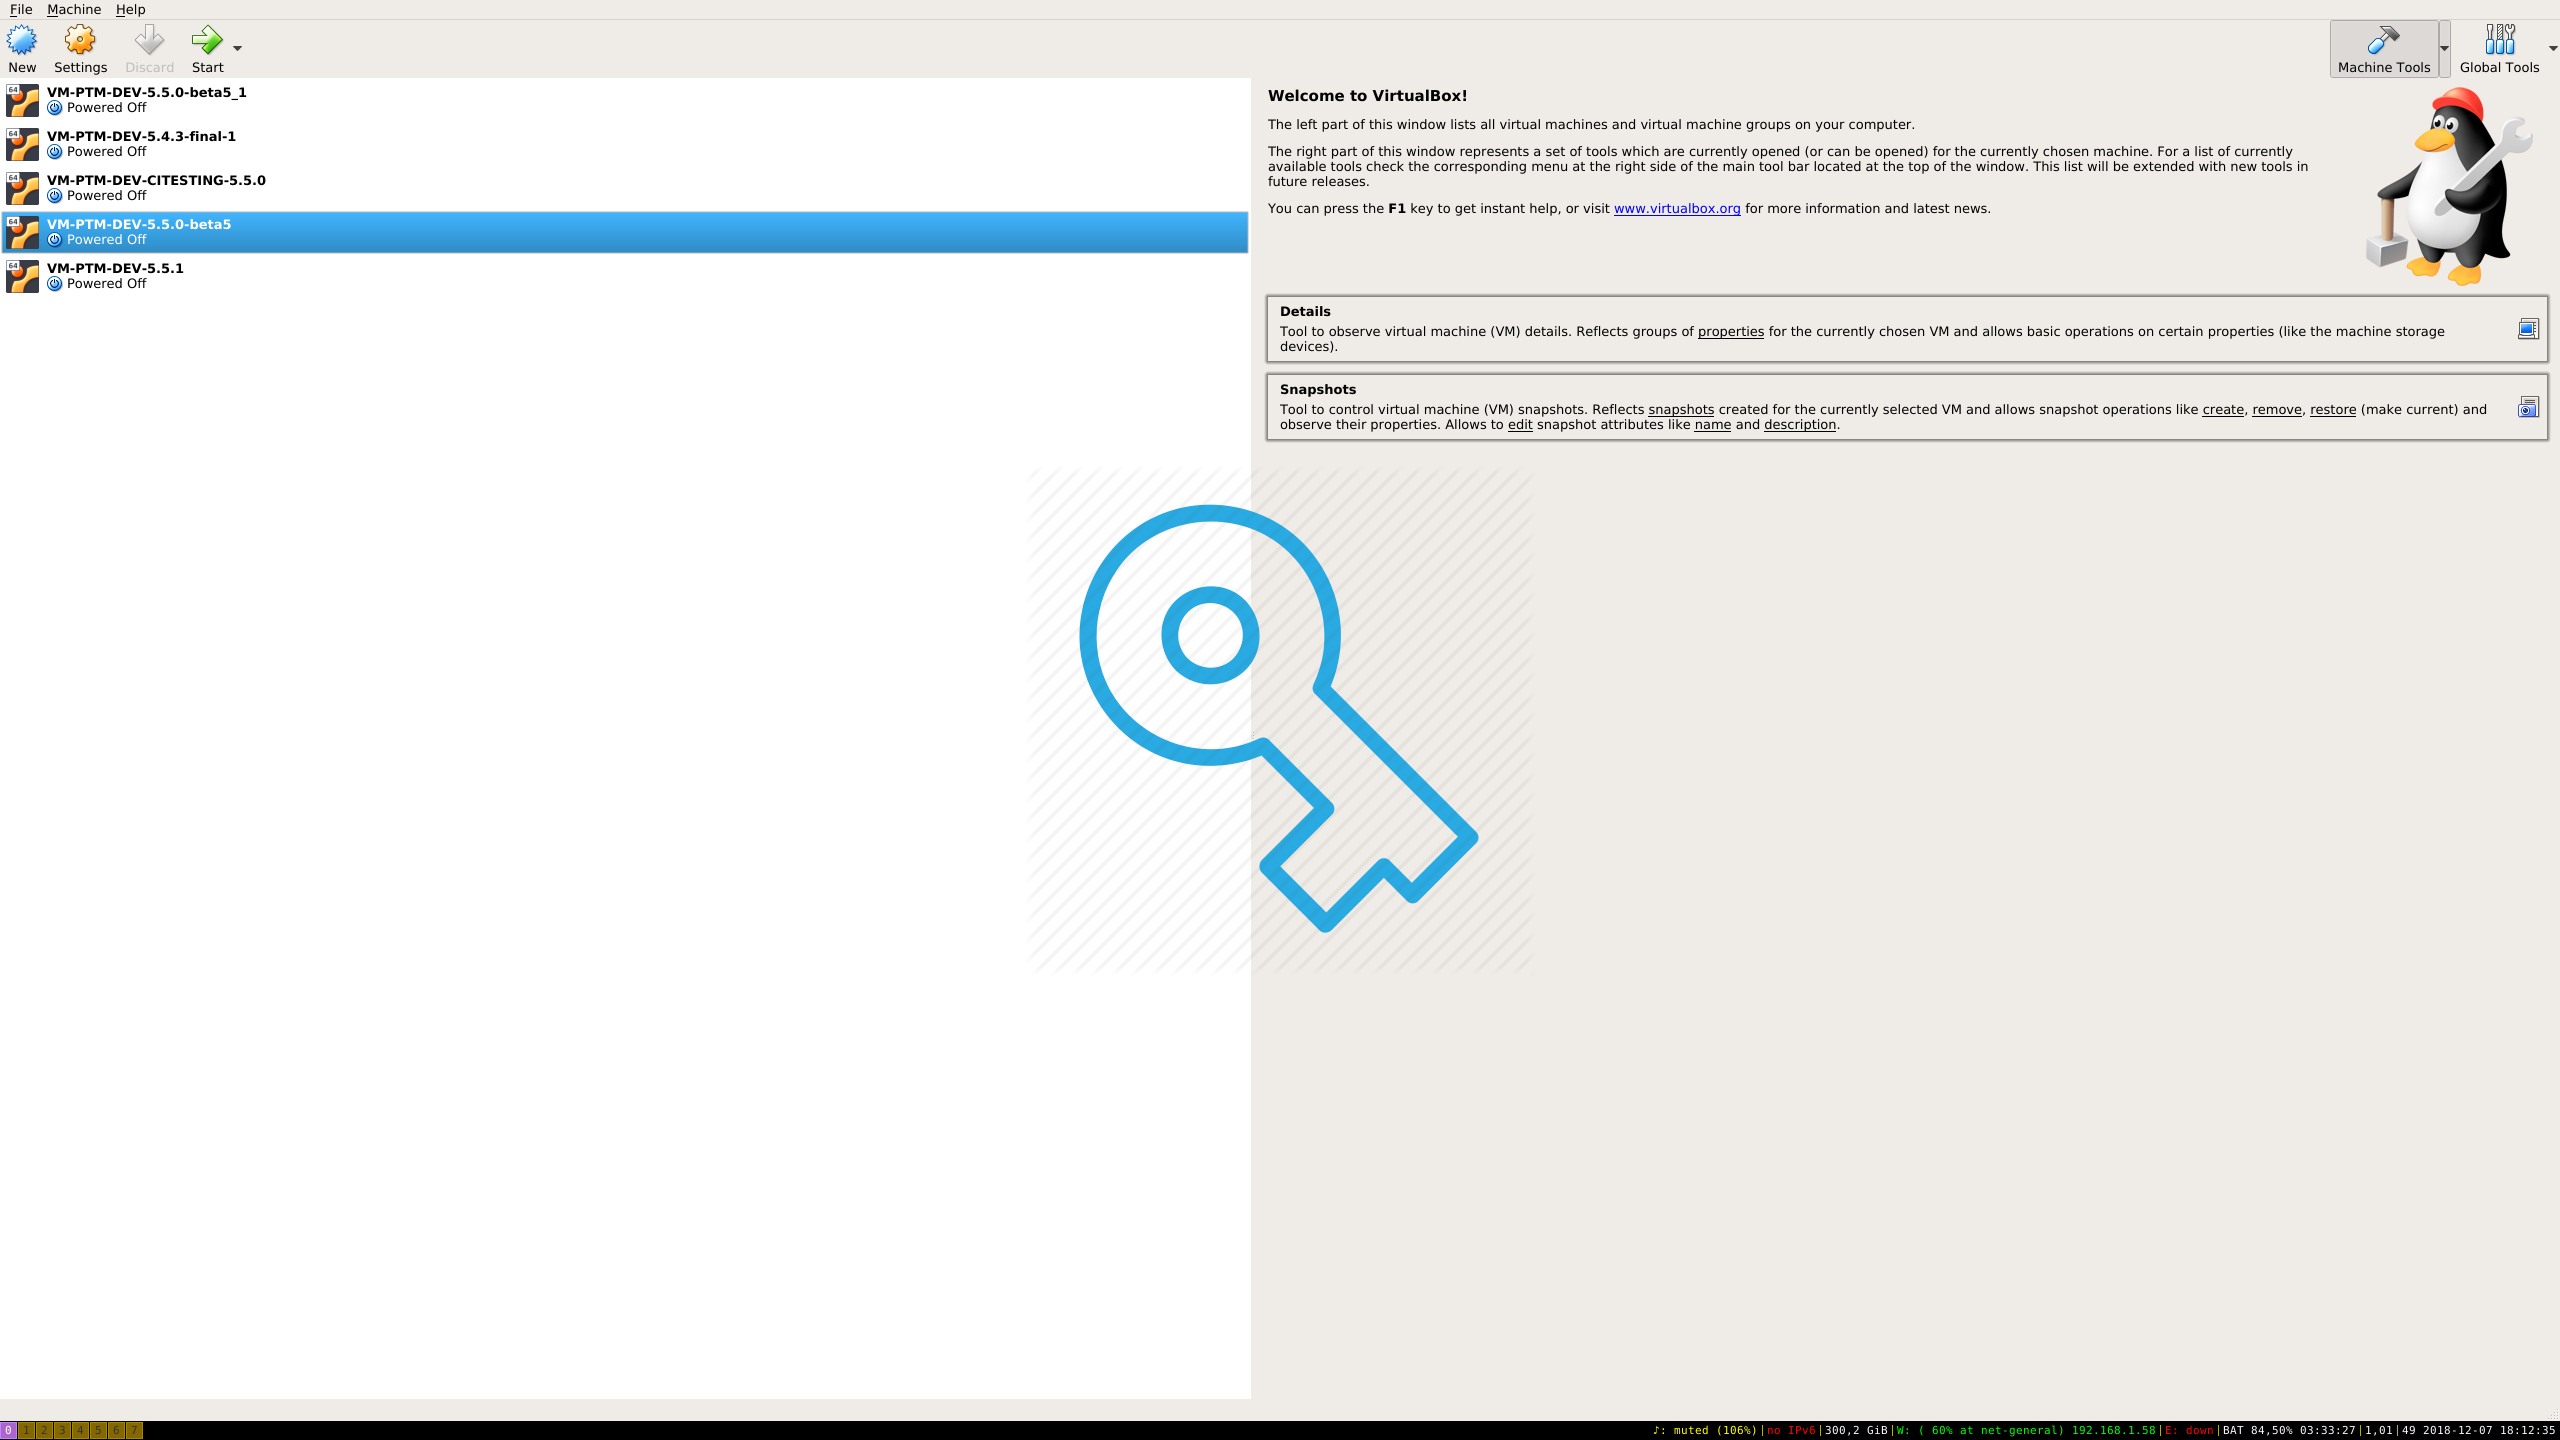 File Machine Help
New Settings Discard Start Machine Tools Global Tools
64 VM-PTM-DEV-5.5.0-beta5_1
Powered Off
64 VM-PTM-DEV-5.4.3-final-1
Powered Off
64 VM-PTM-DEV-CITESTING-5.5.0
Powered Off
64 VM-PTM-DEV-5.5.0-beta5
Powered Off
64 VM-PTM-DEV-5.5.1
Powered Off
Welcome to VirtualBox!
The left part of this window lists all virtual machines and virtual machine groups on your computer.
The right part of this window represents a set of tools which are currently opened (or can be opened) for the currently chosen machine. For a list of currently
available tools check the corresponding menu at the right side of the main tool bar located at the top of the window. This list will be extended with new tools in
future releases.
You can press the F1 key to get instant help, or visit www.virtualbox.org for more information and latest news.
Details
Tool to observe virtual machine (VM) details. Reflects groups of properties for the currently chosen VM and allows basic operations on certain properties (like the machine storage
devices).
Snapshots
Tool to control virtual machine (VM) snapshots. Reflects snapshots created for the currently selected VM and allows snapshot operations like create, remove, restore (make current) and
observe their properties. Allows to edit snapshot attributes like name and description.
0 1 2 3 4 5 6 7 ♪: muted (106%)|no IPv6|300,2 GiB|W: ( 60% at net-general) 192.168.1.58|E: down|BAT 84,50% 03:33:27|1,01|49 2018-12-07 18:12:35